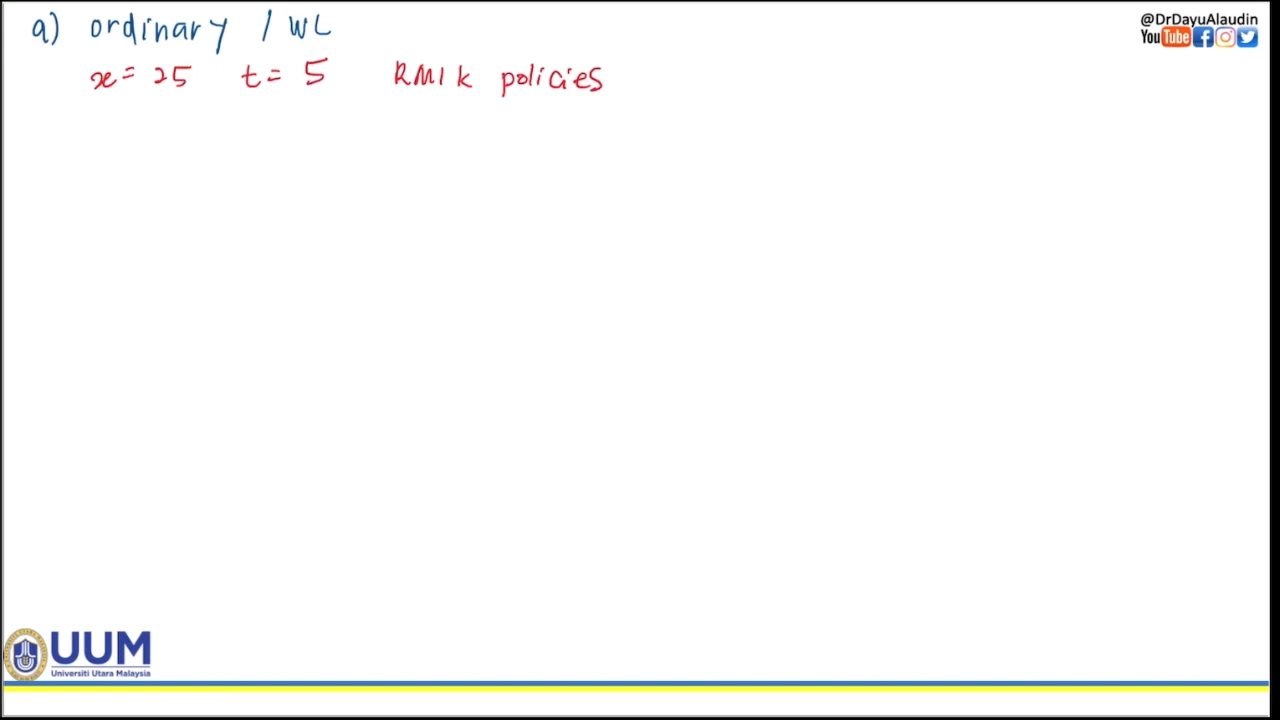 a) ordinary / WL
x = 25 t = 5 RM1k policies
@DrDayuAlaudin
YouTube
UUM
Universiti Utara Malaysia